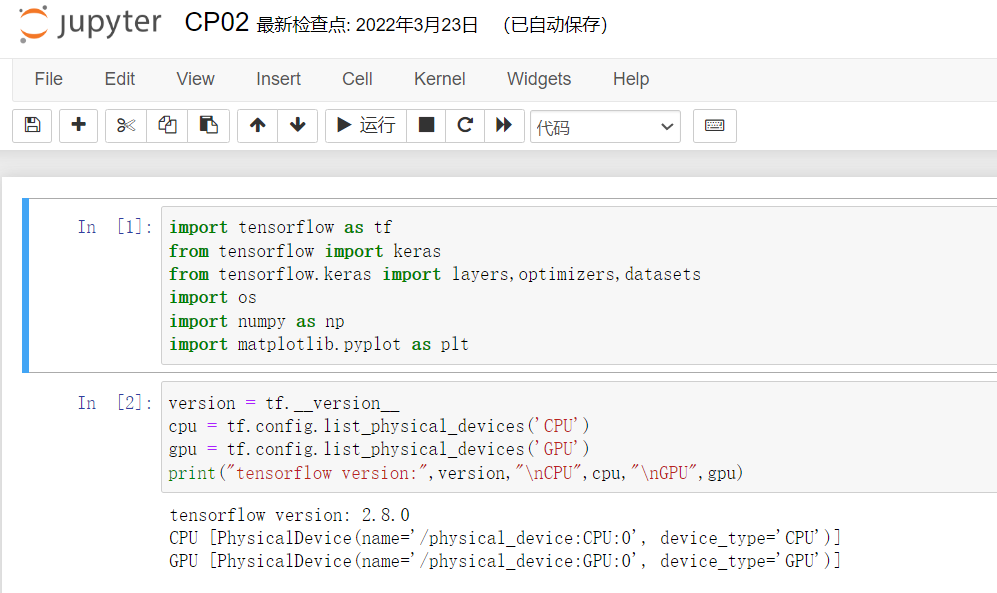 jupyter CP02 最新检查点: 2022年3月23日 (已自动保存)
File Edit View Insert Cell Kernel Widgets Help
运行 代码
In [1]:
import tensorflow as tf
from tensorflow import keras
from tensorflow.keras import layers,optimizers,datasets
import os
import numpy as np
import matplotlib.pyplot as plt
In [2]:
version = tf.__version__
cpu = tf.config.list_physical_devices('CPU')
gpu = tf.config.list_physical_devices('GPU')
print("tensorflow version:",version,"\nCPU",cpu,"\nGPU",gpu)
tensorflow version: 2.8.0
CPU [PhysicalDevice(name='/physical_device:CPU:0', device_type='CPU')]
GPU [PhysicalDevice(name='/physical_device:GPU:0', device_type='GPU')]